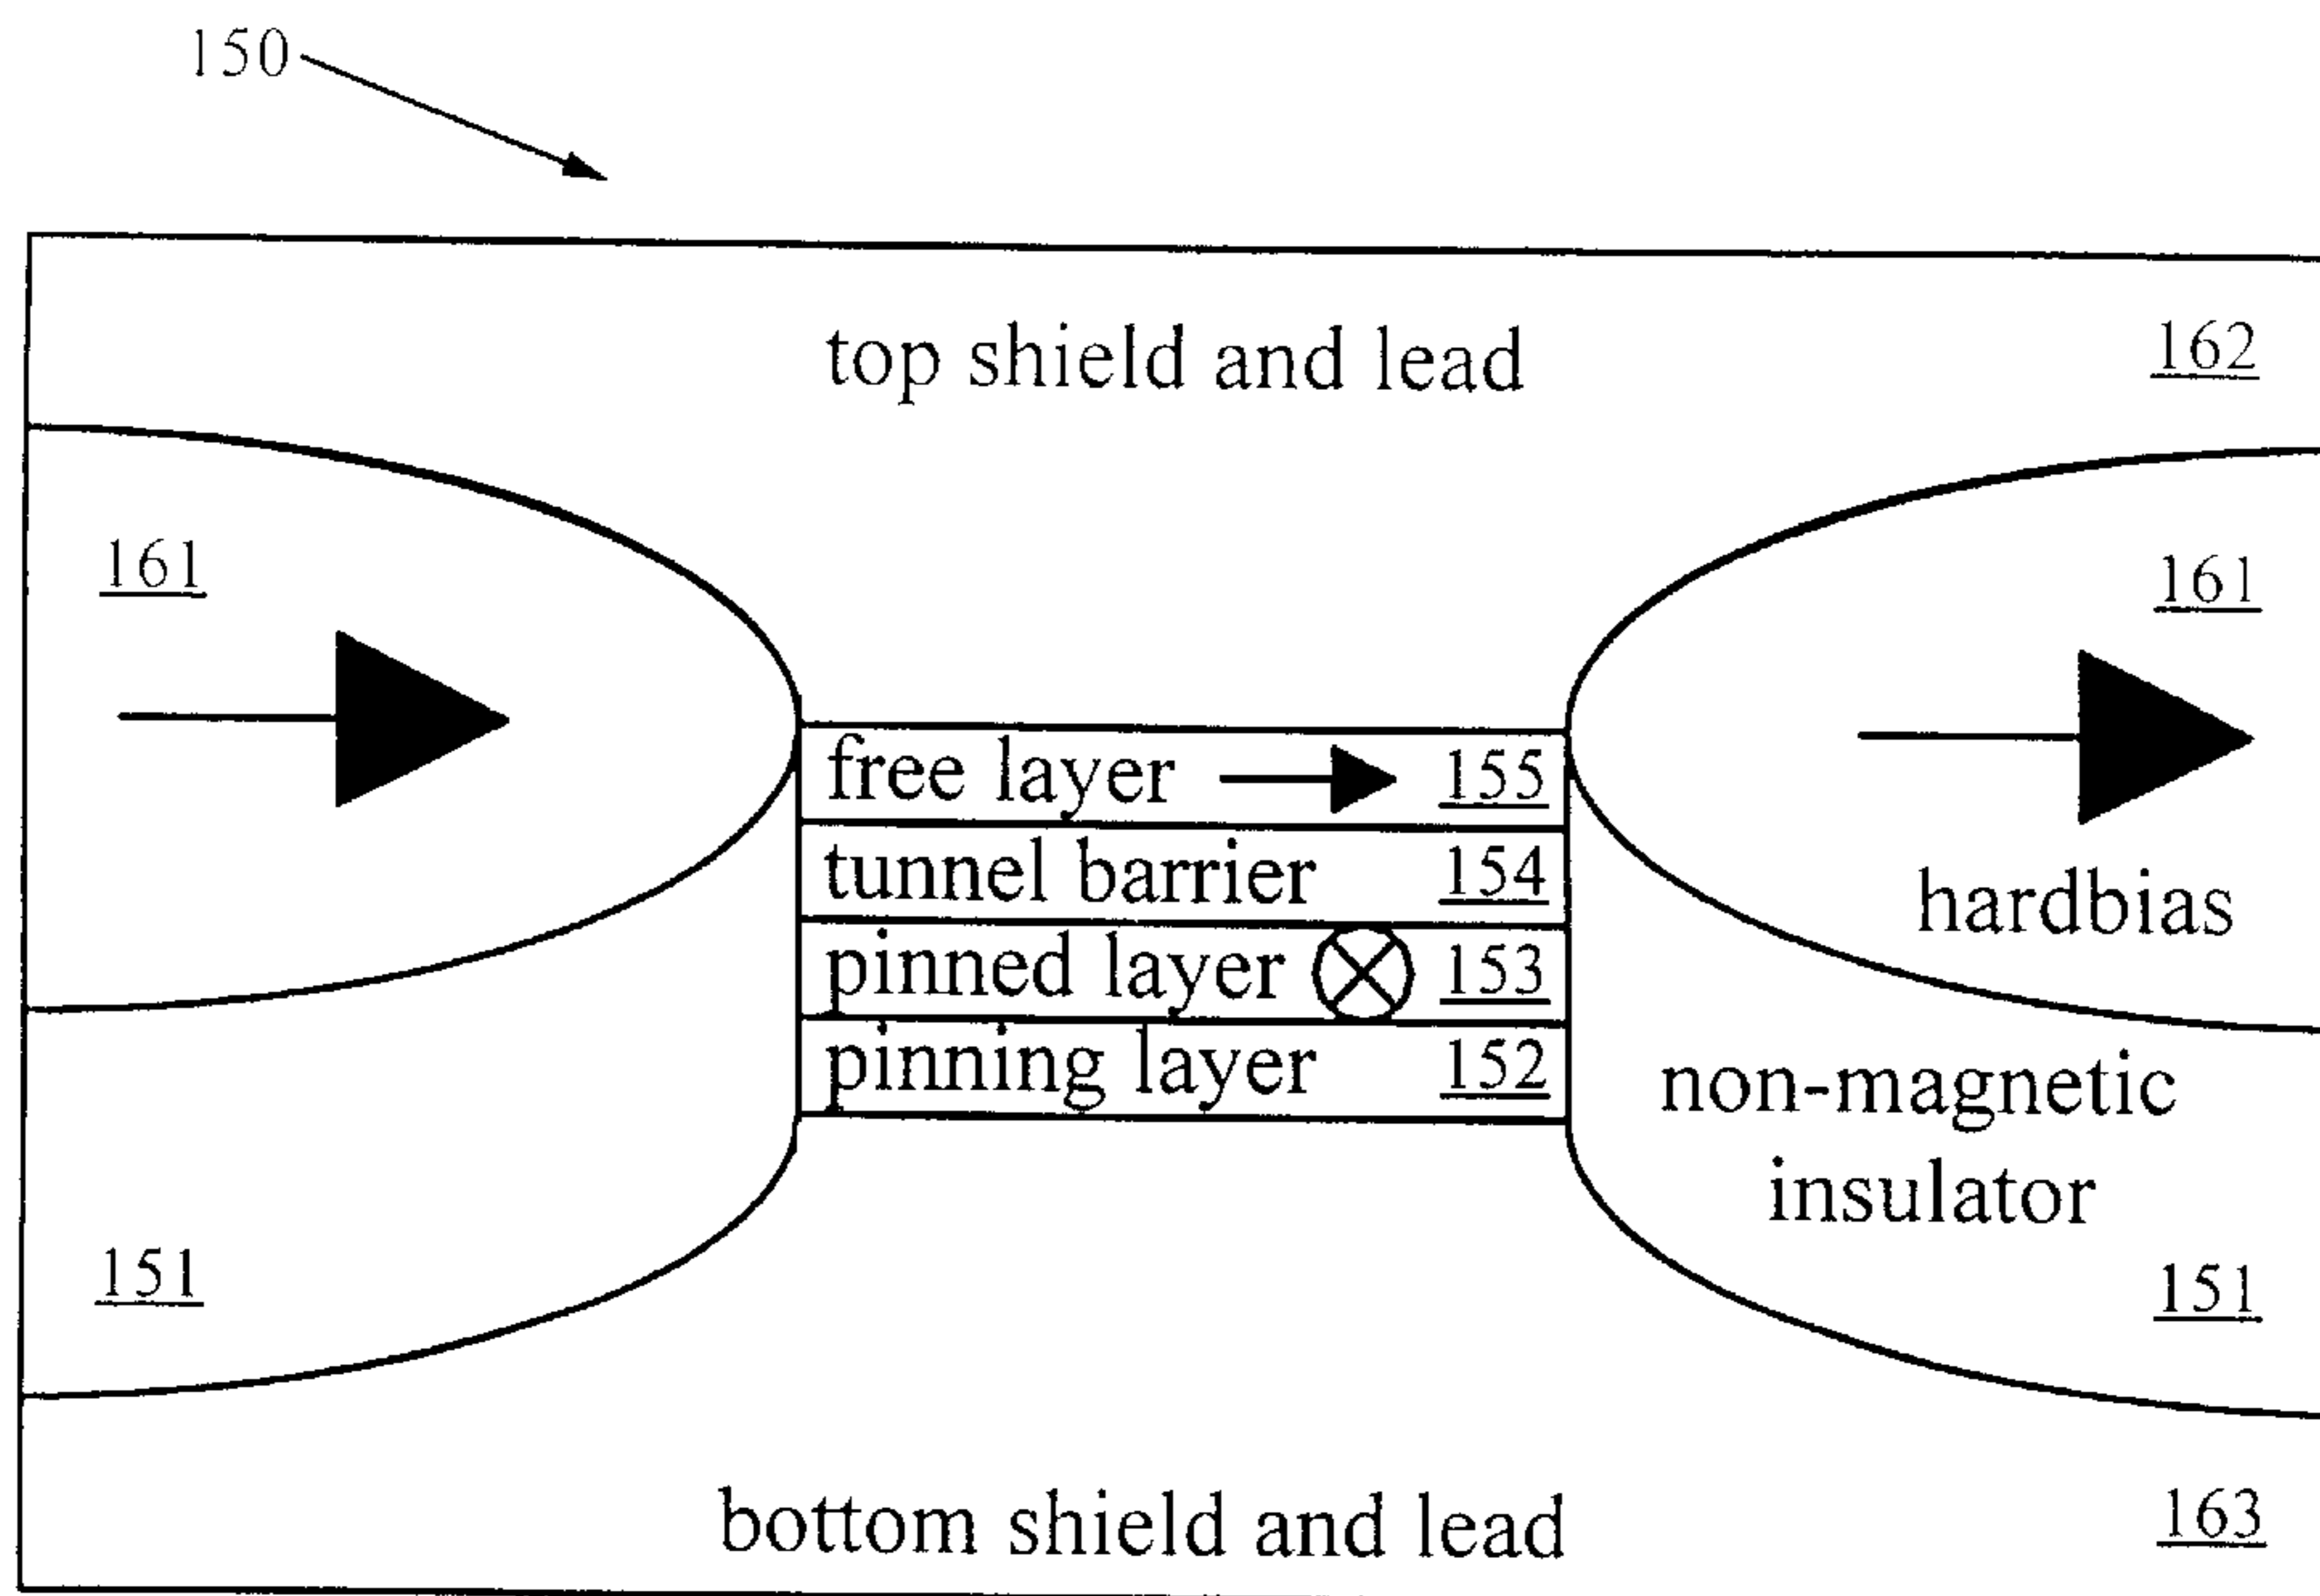 150
top shield and lead 162
161 161
free layer 155
tunnel barrier 154
hardbias
pinned layer 153
pinning layer 152
non-magnetic
insulator
151 151
bottom shield and lead 163